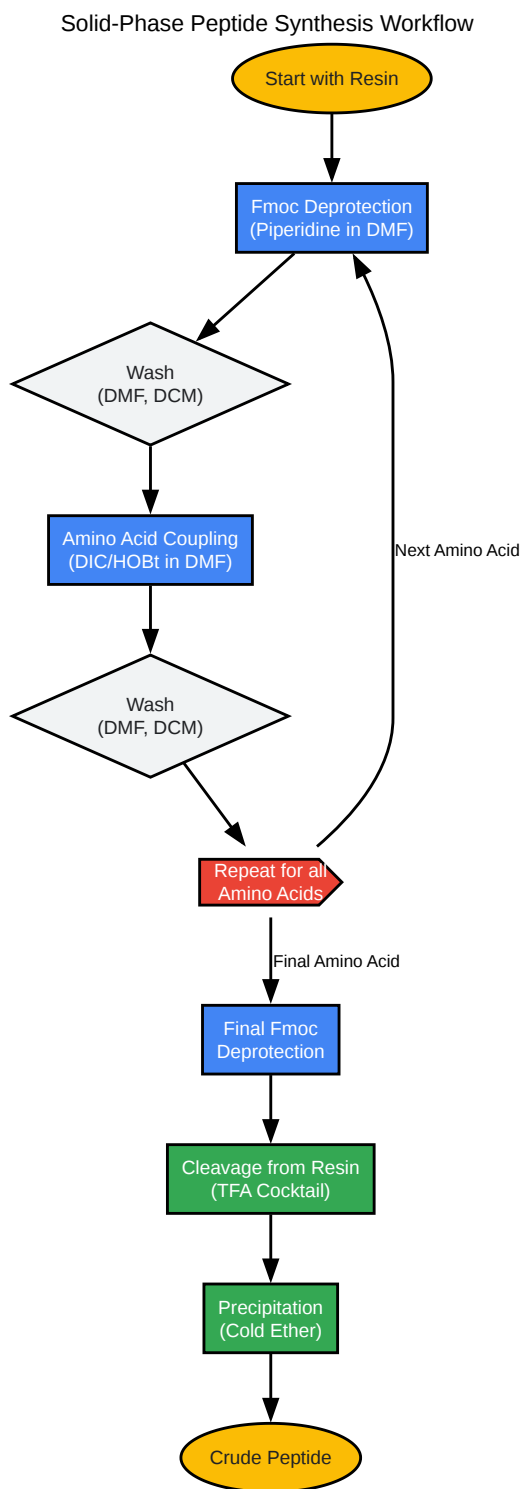 Solid-Phase Peptide Synthesis Workflow
Start with Resin
Fmoc Deprotection
(Piperidine in DMF)
Wash
(DMF, DCM)
Amino Acid Coupling
(DIC/HOBt in DMF)
Next Amino Acid
Wash
(DMF, DCM)
Repeat for all
Amino Acids
Final Amino Acid
Final Fmoc
Deprotection
Cleavage from Resin
(TFA Cocktail)
Precipitation
(Cold Ether)
Crude Peptide